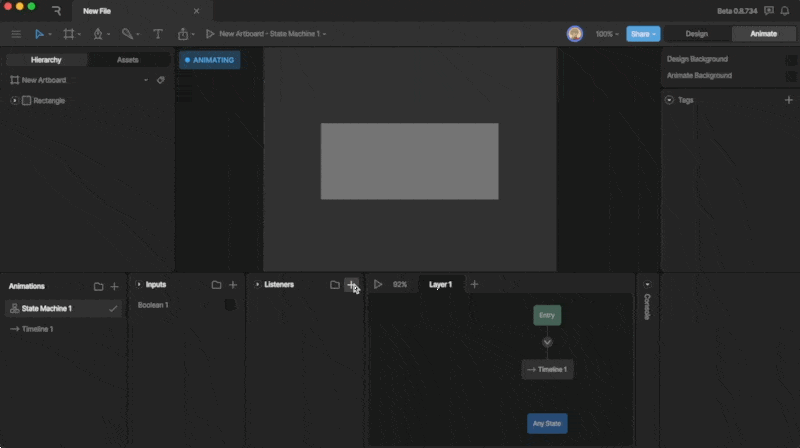 New File
Beta 0.8.734
New Artboard - State Machine 1
100%
Share
Design
Animate
Hierarchy
Assets
ANIMATING
Design Background
Animate Background
New Artboard
Rectangle
Tags
Animations
Inputs
Listeners
92%
Layer 1
State Machine 1
Boolean 1
Timeline 1
Entry
Timeline 1
Any State
Console